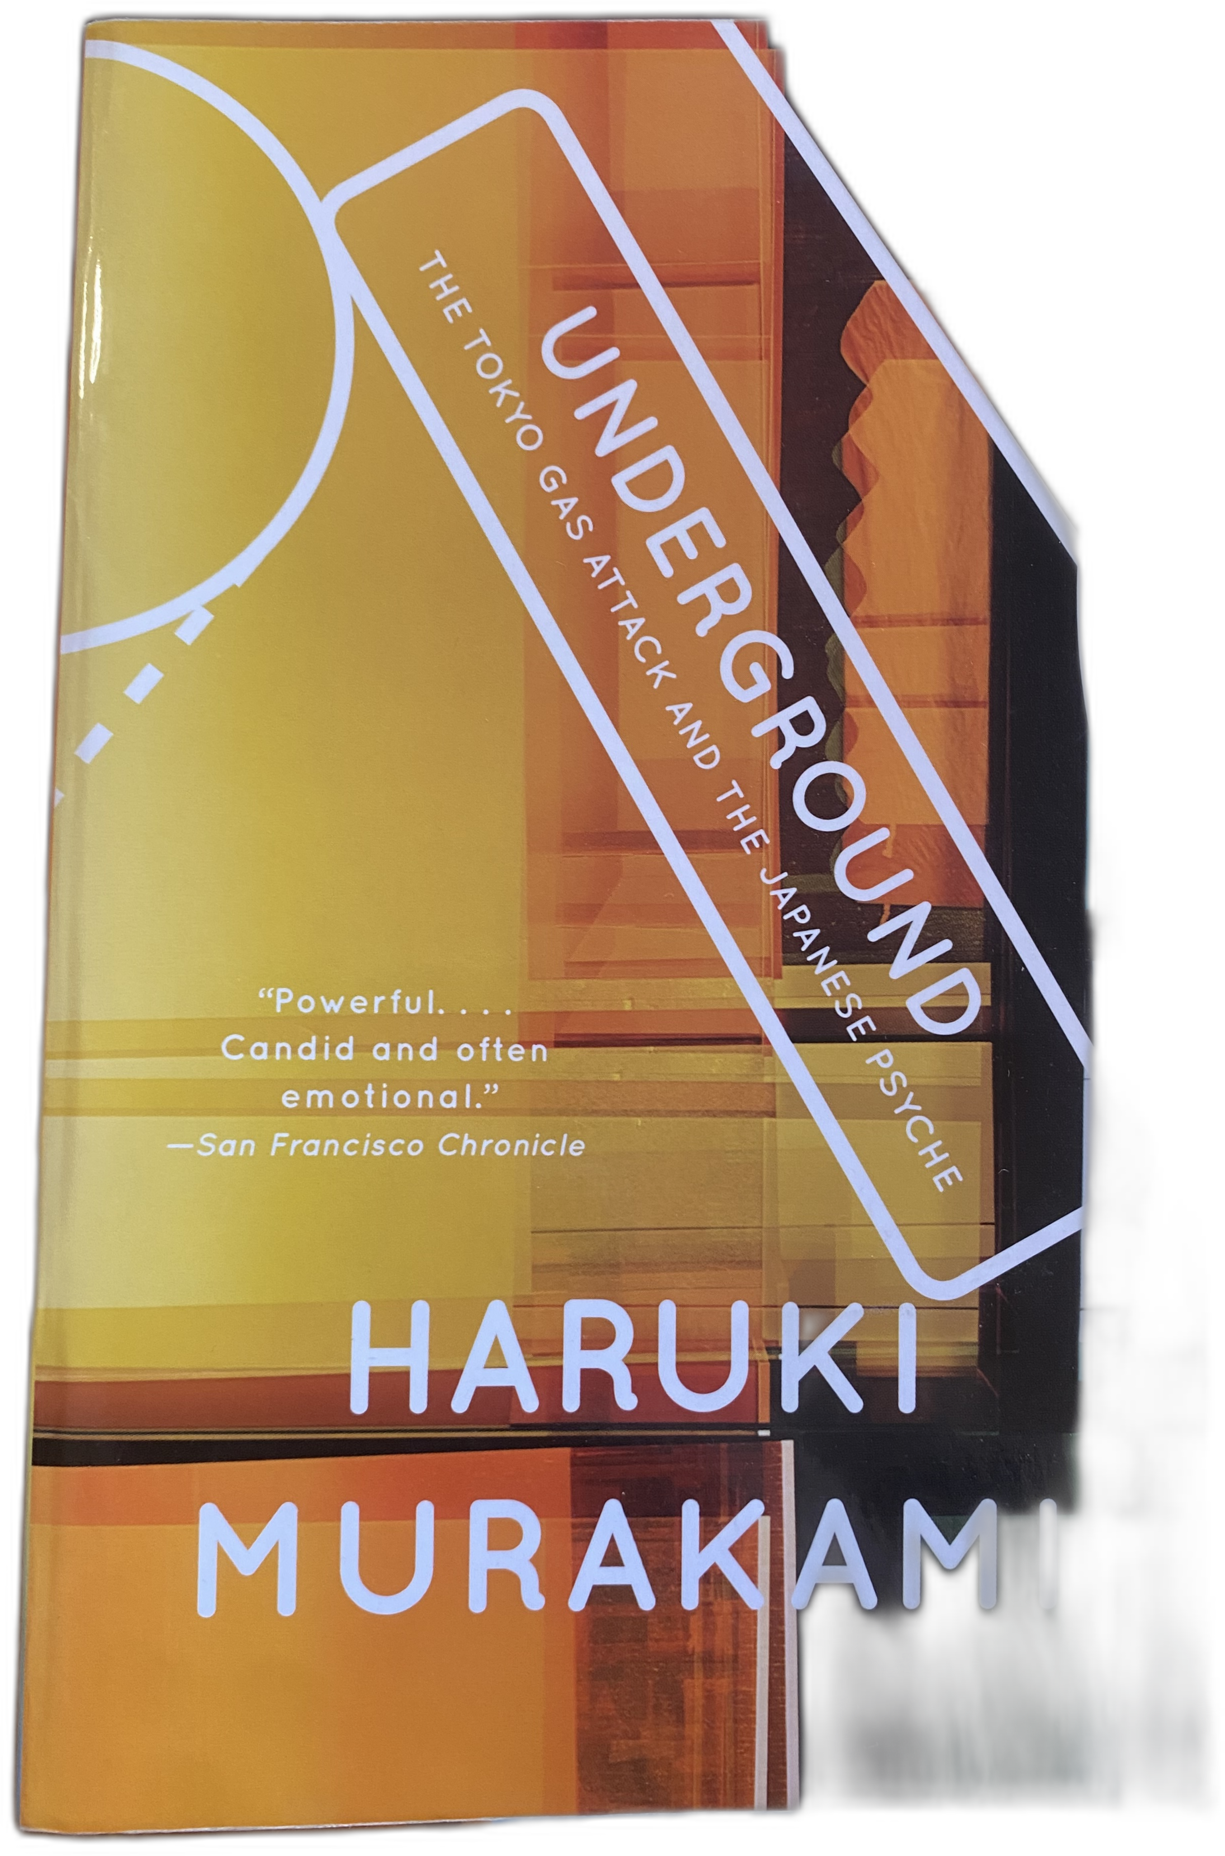 UNDERGROUND
THE TOKYO GAS ATTACK AND THE JAPANESE PSYCHE
“Powerful. . . .
Candid and often
emotional.”
—San Francisco Chronicle
HARUKI
MURAKAMI